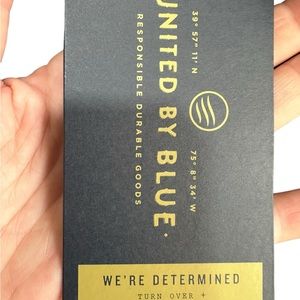 39° 57" 11' N
UNITED BY BLUE.
RESPONSIBLE DURABLE GOODS
75° 8" 34' W
WE'RE DETERMINED
TURN OVER +